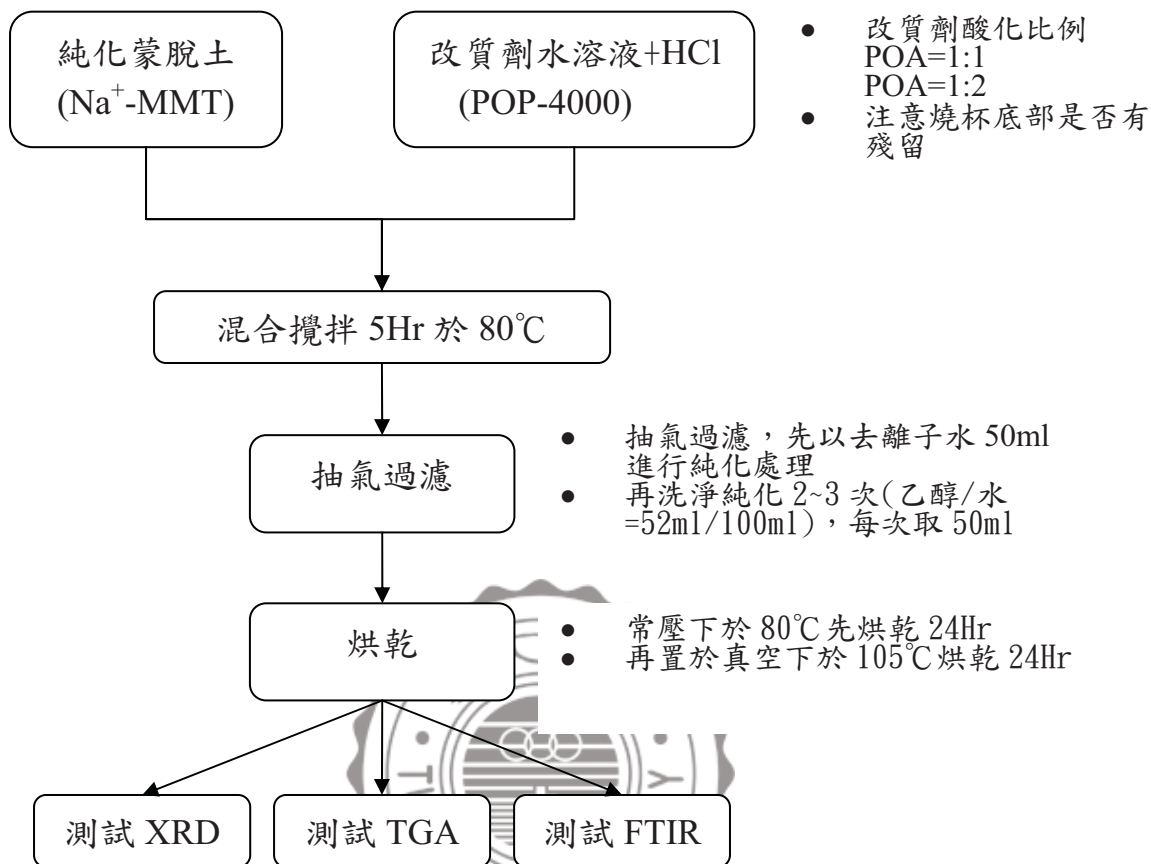 純化蒙脫土
(Na⁺-MMT)
改質劑水溶液+HCl
(POP-4000)
● 改質劑酸化比例
POA=1:1
POA=1:2
● 注意燒杯底部是否有
殘留
混合攪拌 5Hr 於 80℃
抽氣過濾
● 抽氣過濾，先以去離子水 50ml
進行純化處理
● 再洗淨純化 2~3 次(乙醇/水
=52ml/100ml)，每次取 50ml
烘乾
● 常壓下於 80℃先烘乾 24Hr
● 再置於真空下於 105℃烘乾 24Hr
測試 XRD
測試 TGA
測試 FTIR